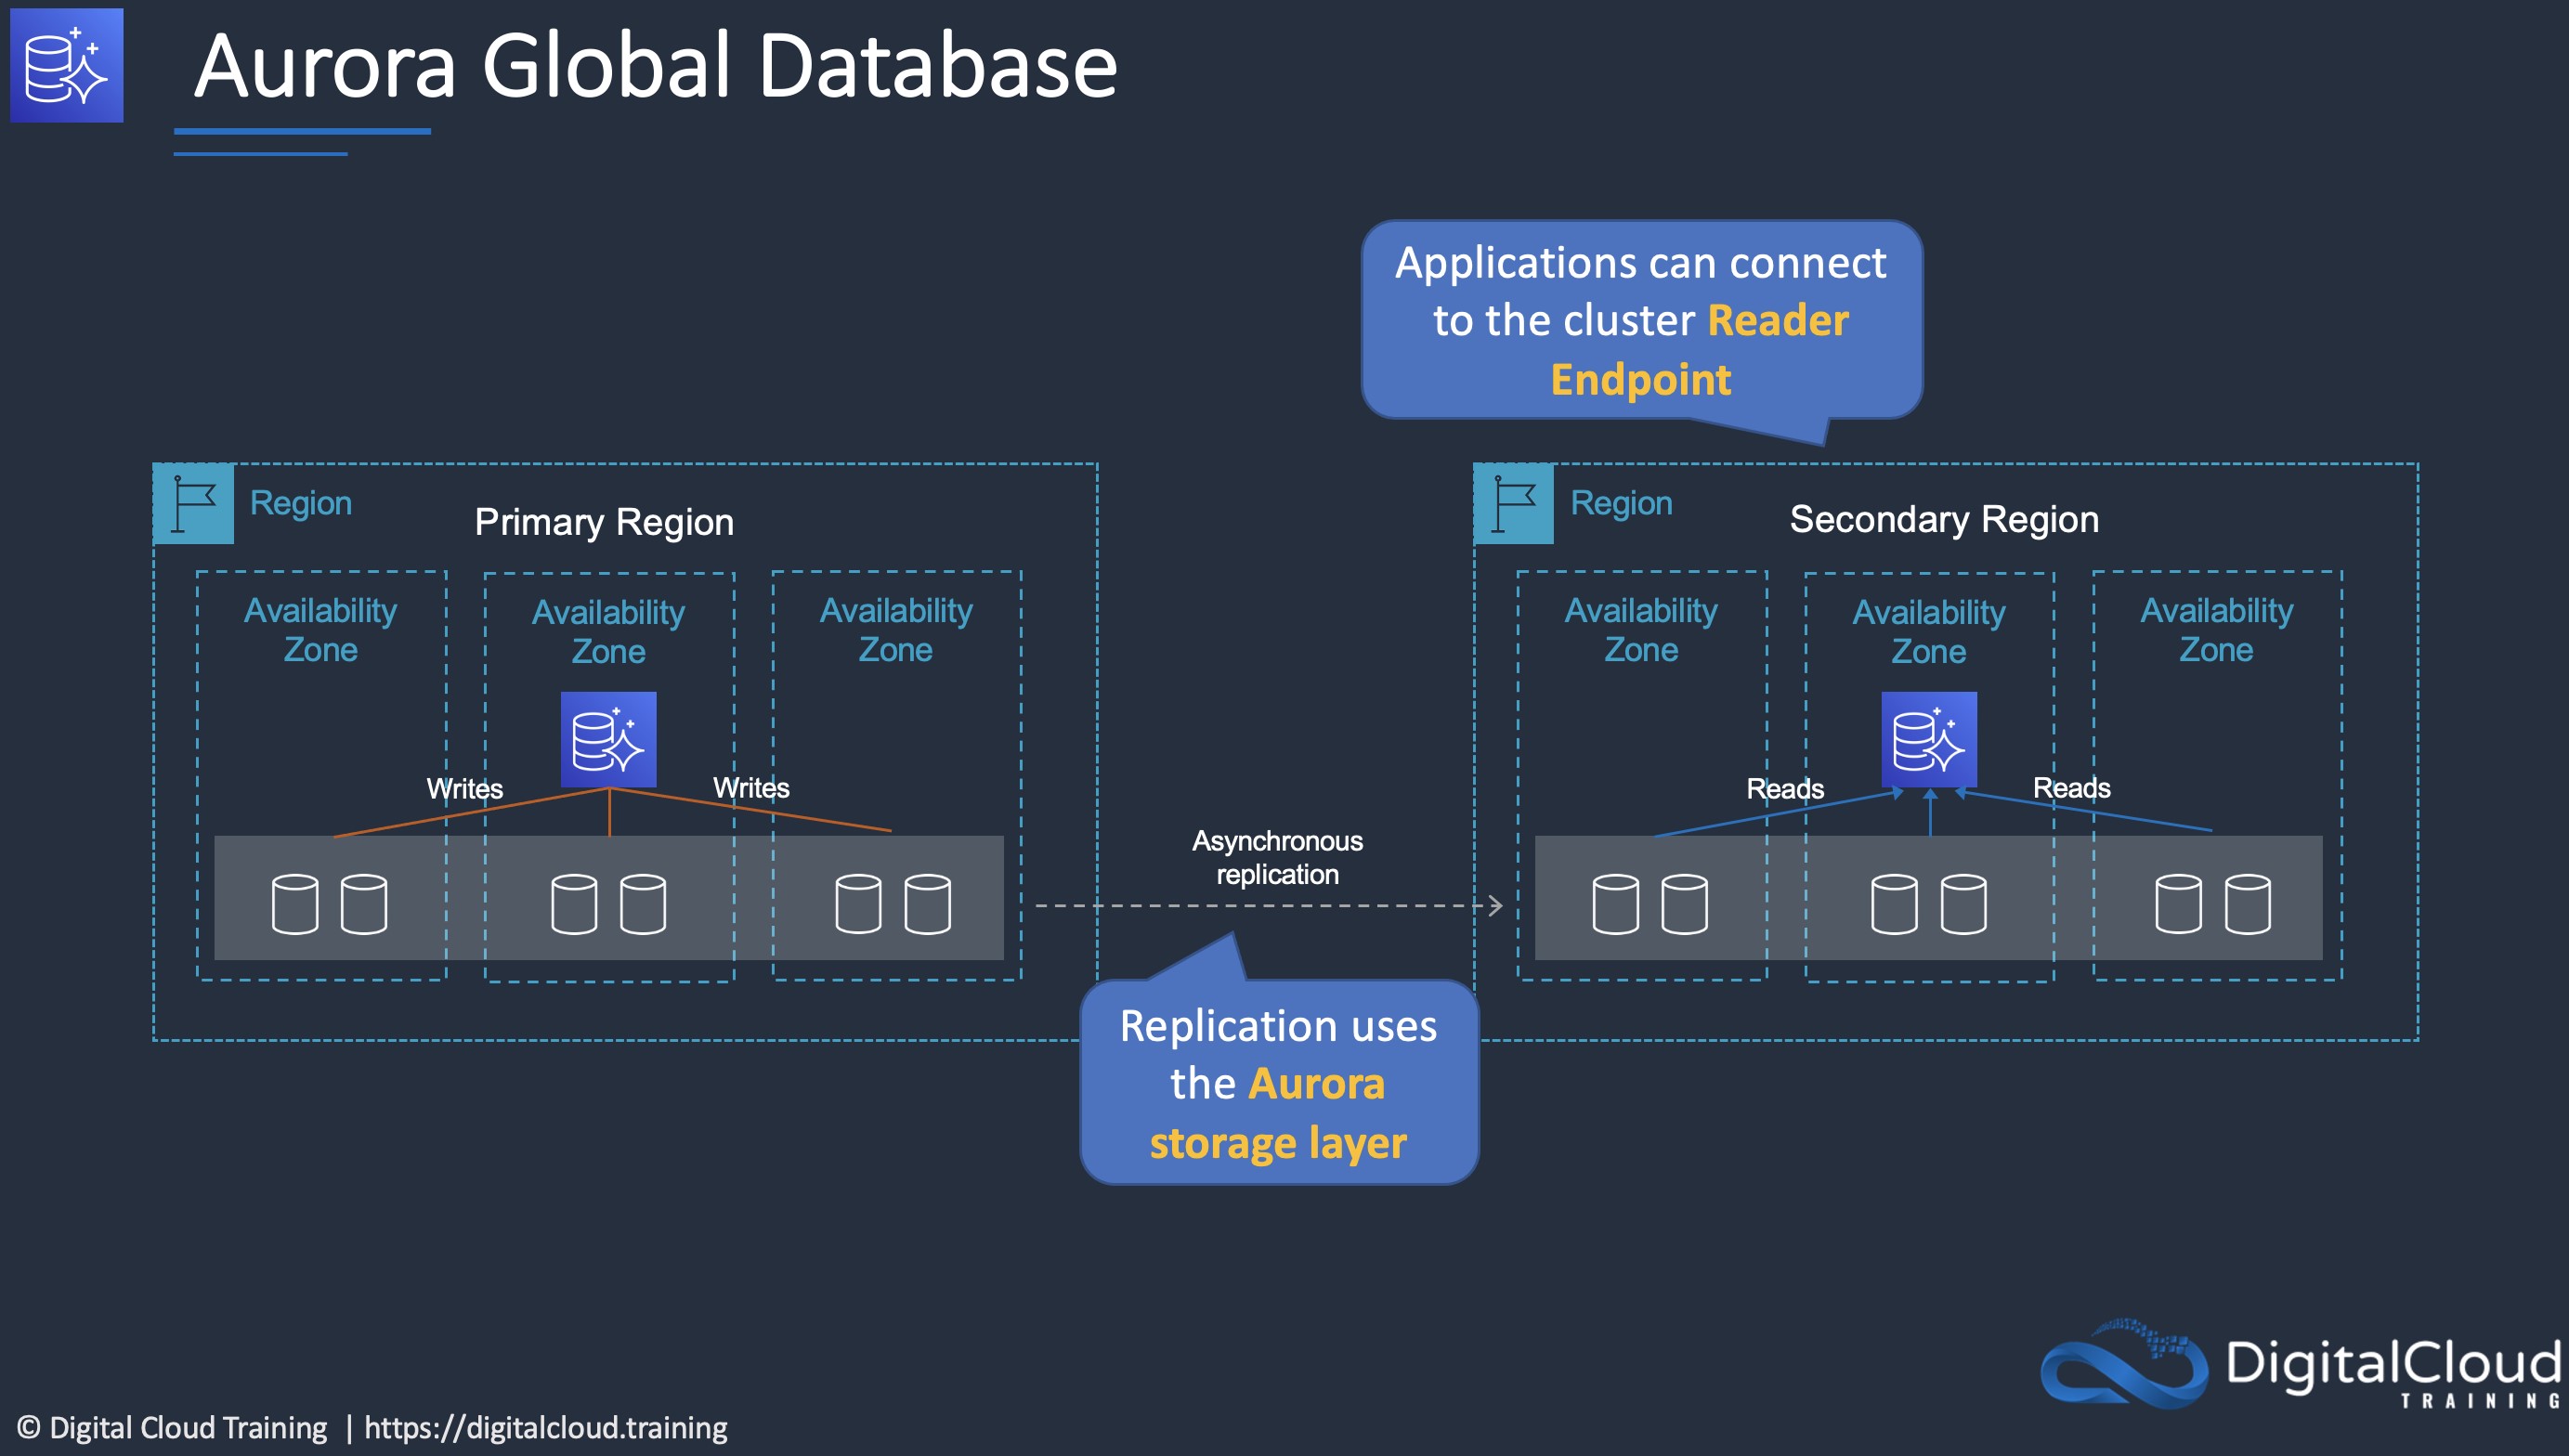 Aurora Global Database
Applications can connect
to the cluster Reader
Endpoint
Region
Primary Region
Availability
Zone
Availability
Zone
Availability
Zone
Writes
Writes
Asynchronous
replication
Replication uses
the Aurora
storage layer
Region
Secondary Region
Availability
Zone
Availability
Zone
Availability
Zone
Reads
Reads
DigitalCloud
TRAINING
© Digital Cloud Training | https://digitalcloud.training